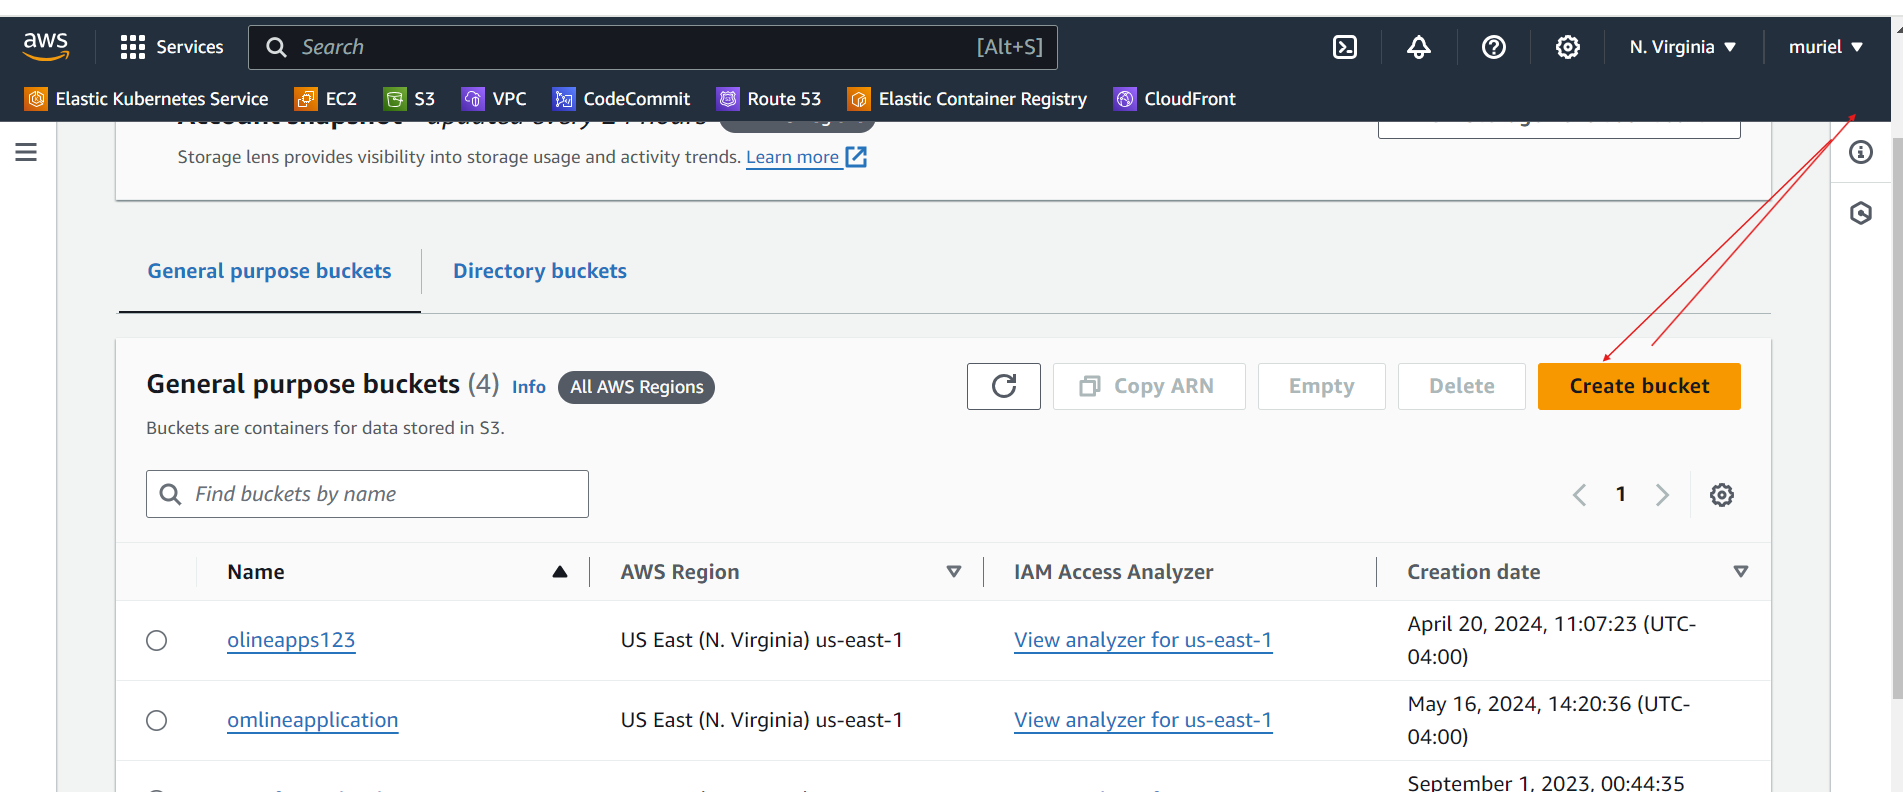 aws Services Search [Alt+S] N. Virginia muriel
Elastic Kubernetes Service EC2 S3 VPC CodeCommit Route 53 Elastic Container Registry CloudFront
Account snapshot - updated every 24 hours
Storage lens provides visibility into storage usage and activity trends. Learn more
General purpose buckets Directory buckets
General purpose buckets (4) Info All AWS Regions Copy ARN Empty Delete Create bucket
Buckets are containers for data stored in S3.
Find buckets by name 1
Name AWS Region IAM Access Analyzer Creation date
olineapps123 US East (N. Virginia) us-east-1 View analyzer for us-east-1 April 20, 2024, 11:07:23 (UTC-
04:00)
omlineapplication US East (N. Virginia) us-east-1 View analyzer for us-east-1 May 16, 2024, 14:20:36 (UTC-
04:00)
September 1, 2023, 00:44:35